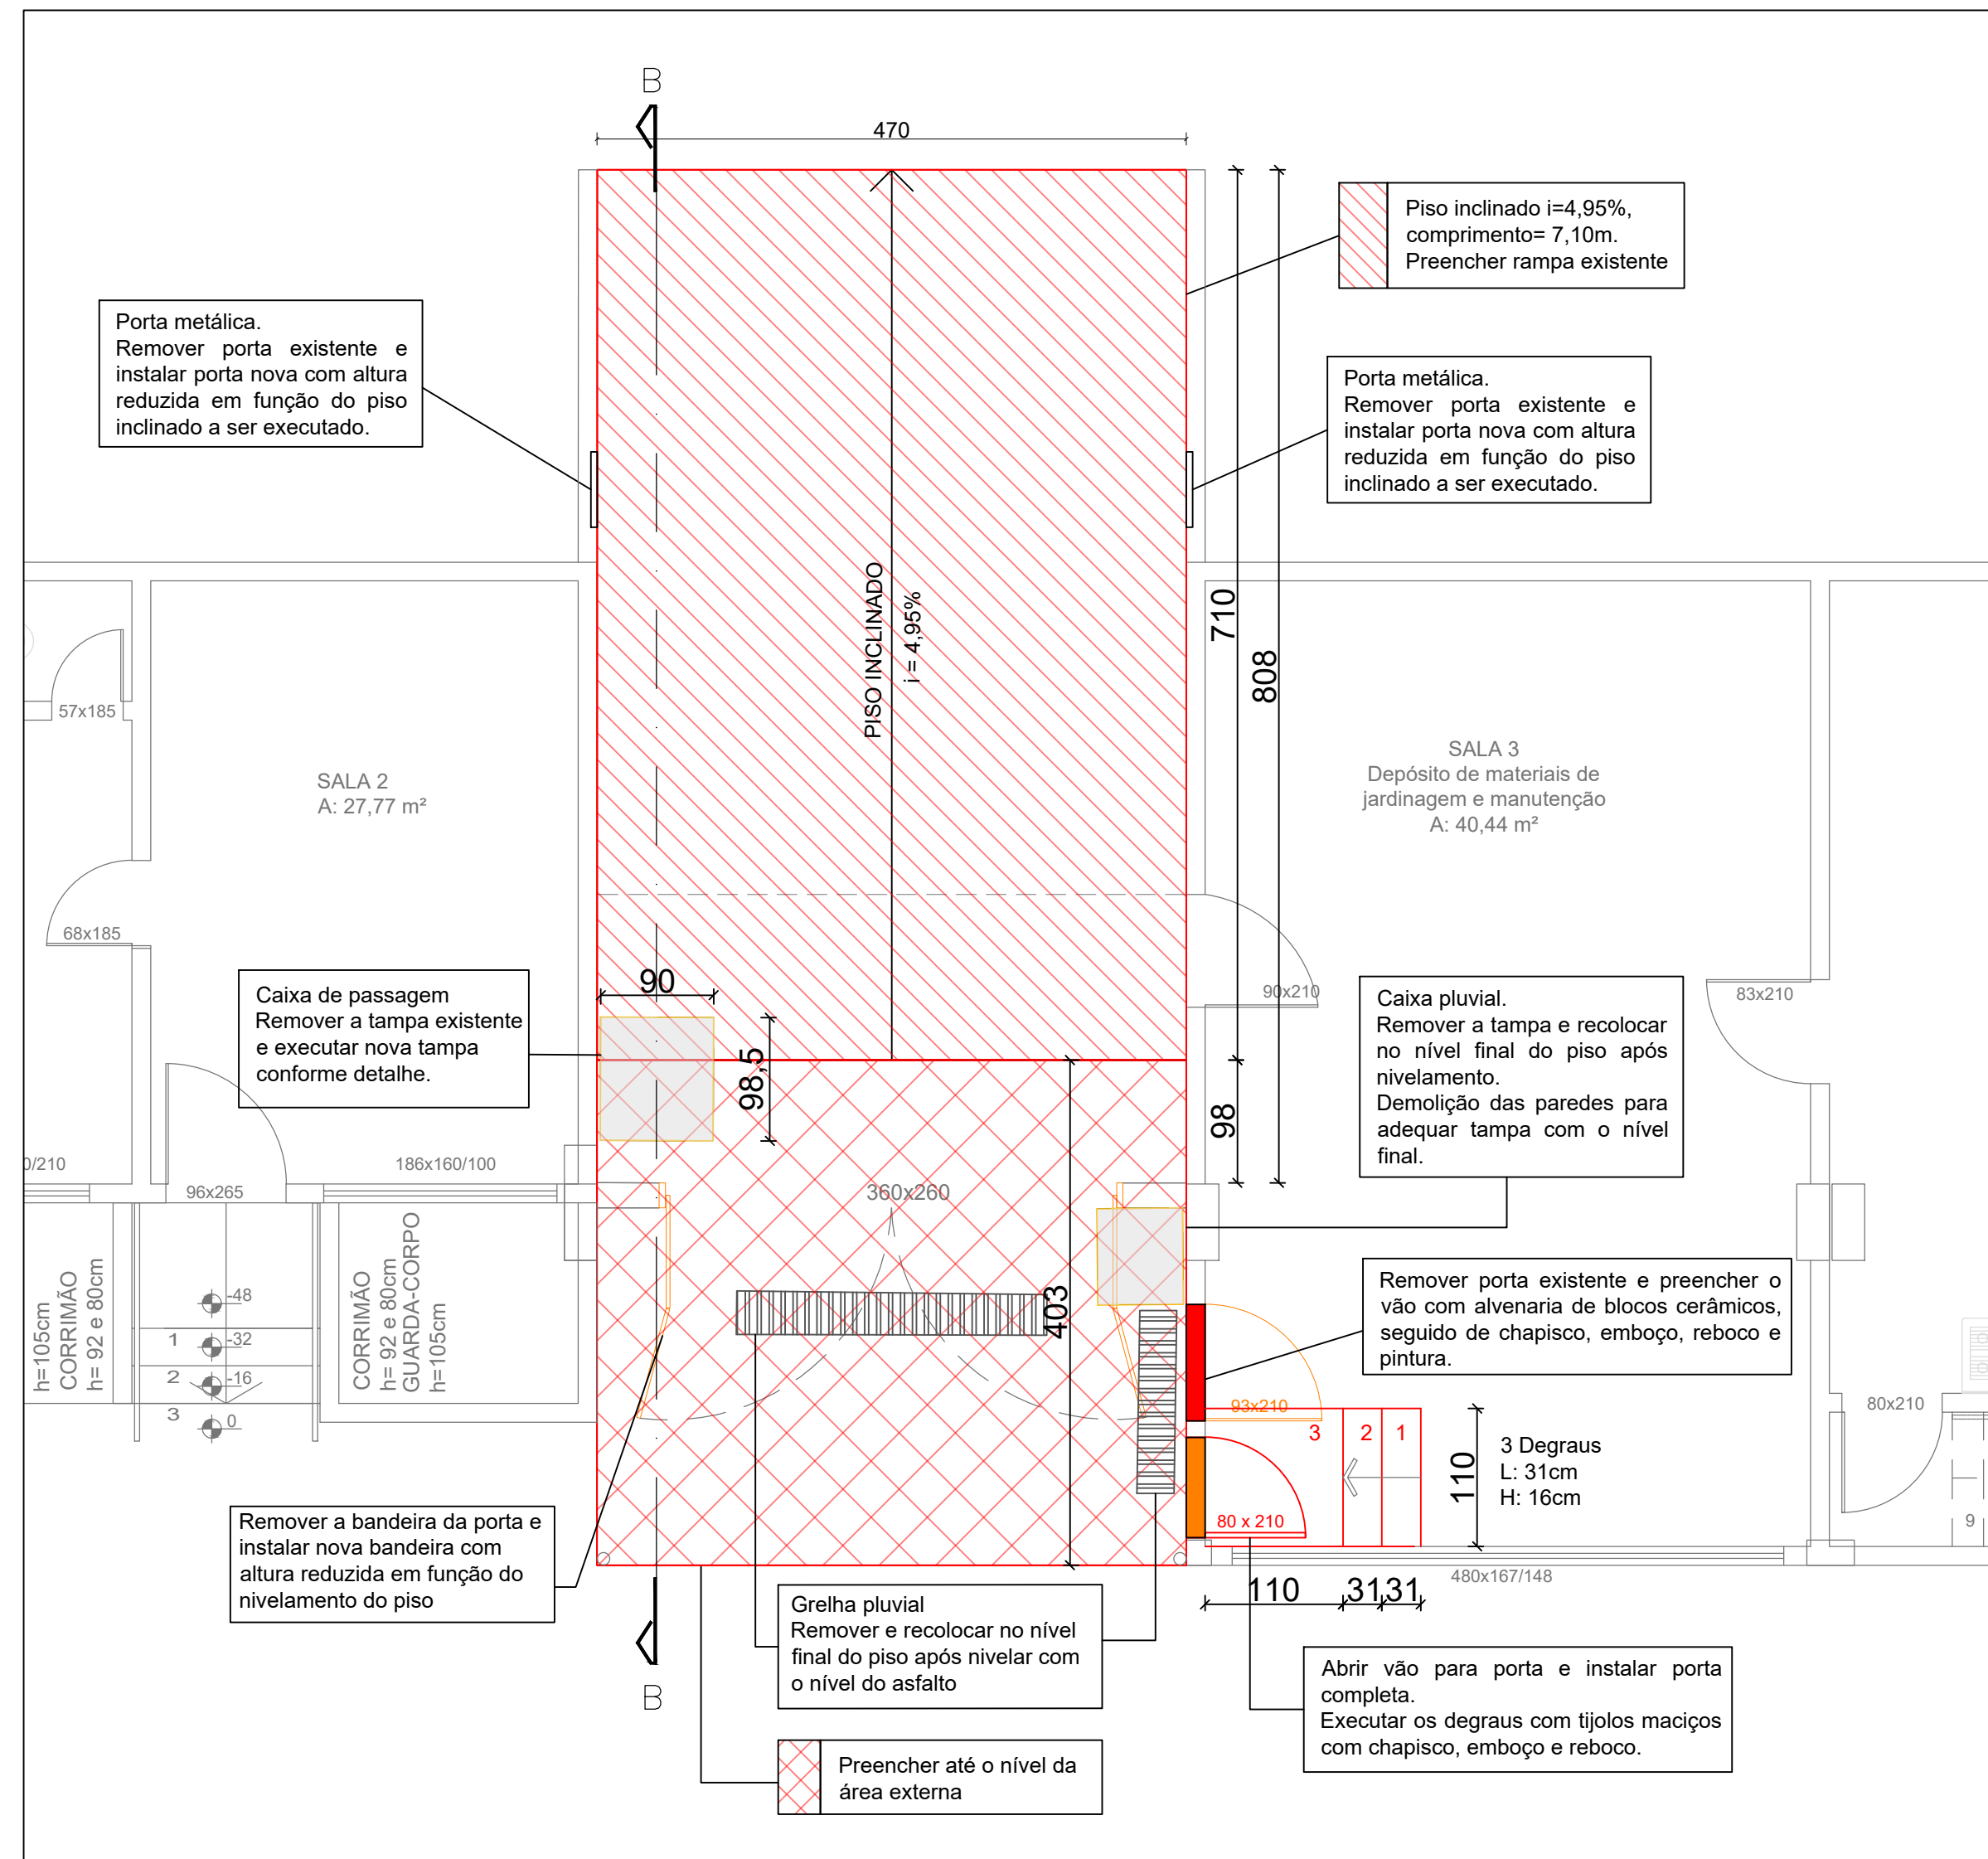 B
470
Piso inclinado i=4,95%,
comprimento= 7,10m.
Preencher rampa existente
Porta metálica.
Remover porta existente e
instalar porta nova com altura
reduzida em função do piso
inclinado a ser executado.
Porta metálica.
Remover porta existente e
instalar porta nova com altura
reduzida em função do piso
inclinado a ser executado.
PISO INCLINADO
i = 4,95%
710
808
57x185
SALA 2
A: 27,77 m²
SALA 3
Depósito de materiais de
jardinagem e manutenção
A: 40,44 m²
68x185
90
98,5
90x210
83x210
Caixa de passagem
Remover a tampa existente
e executar nova tampa
conforme detalhe.
Caixa pluvial.
Remover a tampa e recolocar
no nível final do piso após
nivelamento.
Demolição das paredes para
adequar tampa com o nível
final.
98
0/210
96x265
186x160/100
360x260
403
h=105cm
CORRIMÃO
h= 92 e 80cm
-48
1
-32
2
-16
3
0
CORRIMÃO
h= 92 e 80cm
GUARDA-CORPO
h=105cm
Remover porta existente e preencher o
vão com alvenaria de blocos cerâmicos,
seguido de chapisco, emboço, reboco e
pintura.
93x210
80x210
3
2
1
110
3 Degraus
L: 31cm
H: 16cm
80 x 210
9
Remover a bandeira da porta e
instalar nova bandeira com
altura reduzida em função do
nivelamento do piso
480x167/148
110
31
31
Grelha pluvial
Remover e recolocar no nível
final do piso após nivelar com
o nível do asfalto
B
Abrir vão para porta e instalar porta
completa.
Executar os degraus com tijolos maciços
com chapisco, emboço e reboco.
Preencher até o nível da
área externa